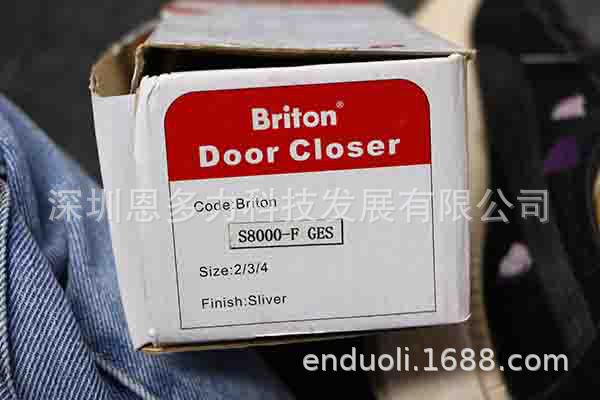 Briton®
Door Closer
Code:Briton
深圳恩多力科技发展有限公司
S8000-F GES
Size:2/3/4
Finish:Sliver
enduoli.1688.com